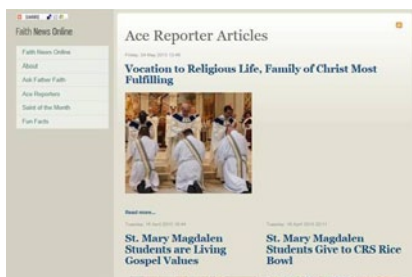 SHARE
Faith News Online
Ace Reporter Articles
Faith News Online
About
Ask Father Faith
Ace Reporters
Saint of the Month
Fun Facts
Vocation to Religious Life, Family of Christ Most
Fulfilling
Read more...
St. Mary Magdalen
Students are Living
Gospel Values
St. Mary Magdalen
Students Give to CRS Rice
Bowl